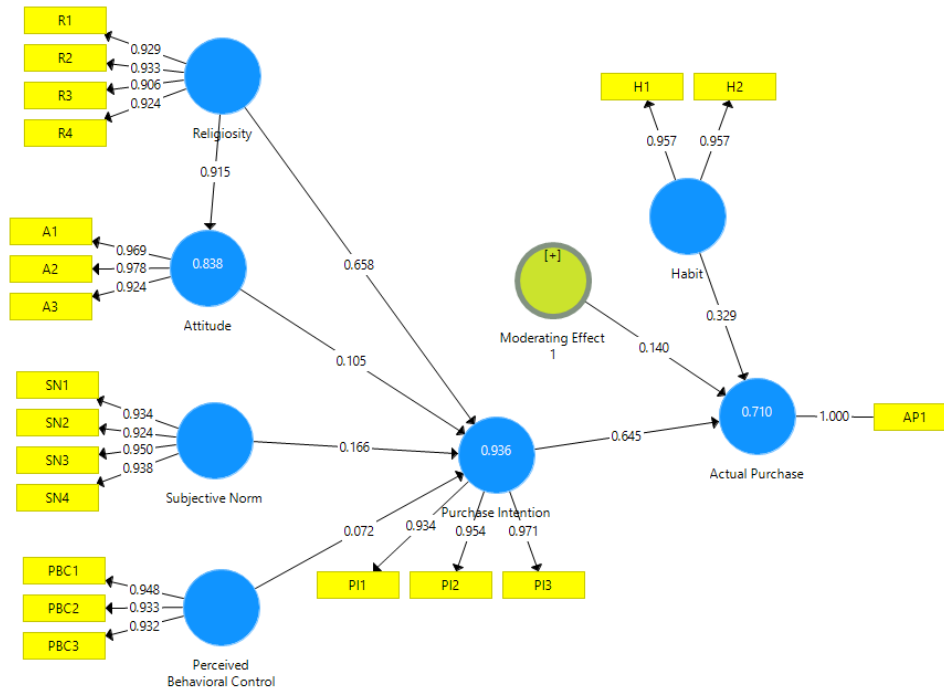 R1
0.929
R2
0.933
R3
0.906
R4
0.924
Religiosity
0.915
0.658
A1
0.969
A2
0.978
A3
0.924
0.838
Attitude
0.105
SN1
0.934
SN2
0.924
SN3
0.950
SN4
0.938
Subjective Norm
0.166
PBC1
0.948
PBC2
0.933
PBC3
0.932
Perceived
Behavioral Control
0.072
0.936
Purchase Intention
0.934
0.954
0.971
PI1
PI2
PI3
0.645
H1
H2
0.957
0.957
Habit
0.329
[+]
Moderating Effect
1
0.140
0.710
Actual Purchase
1.000
AP1